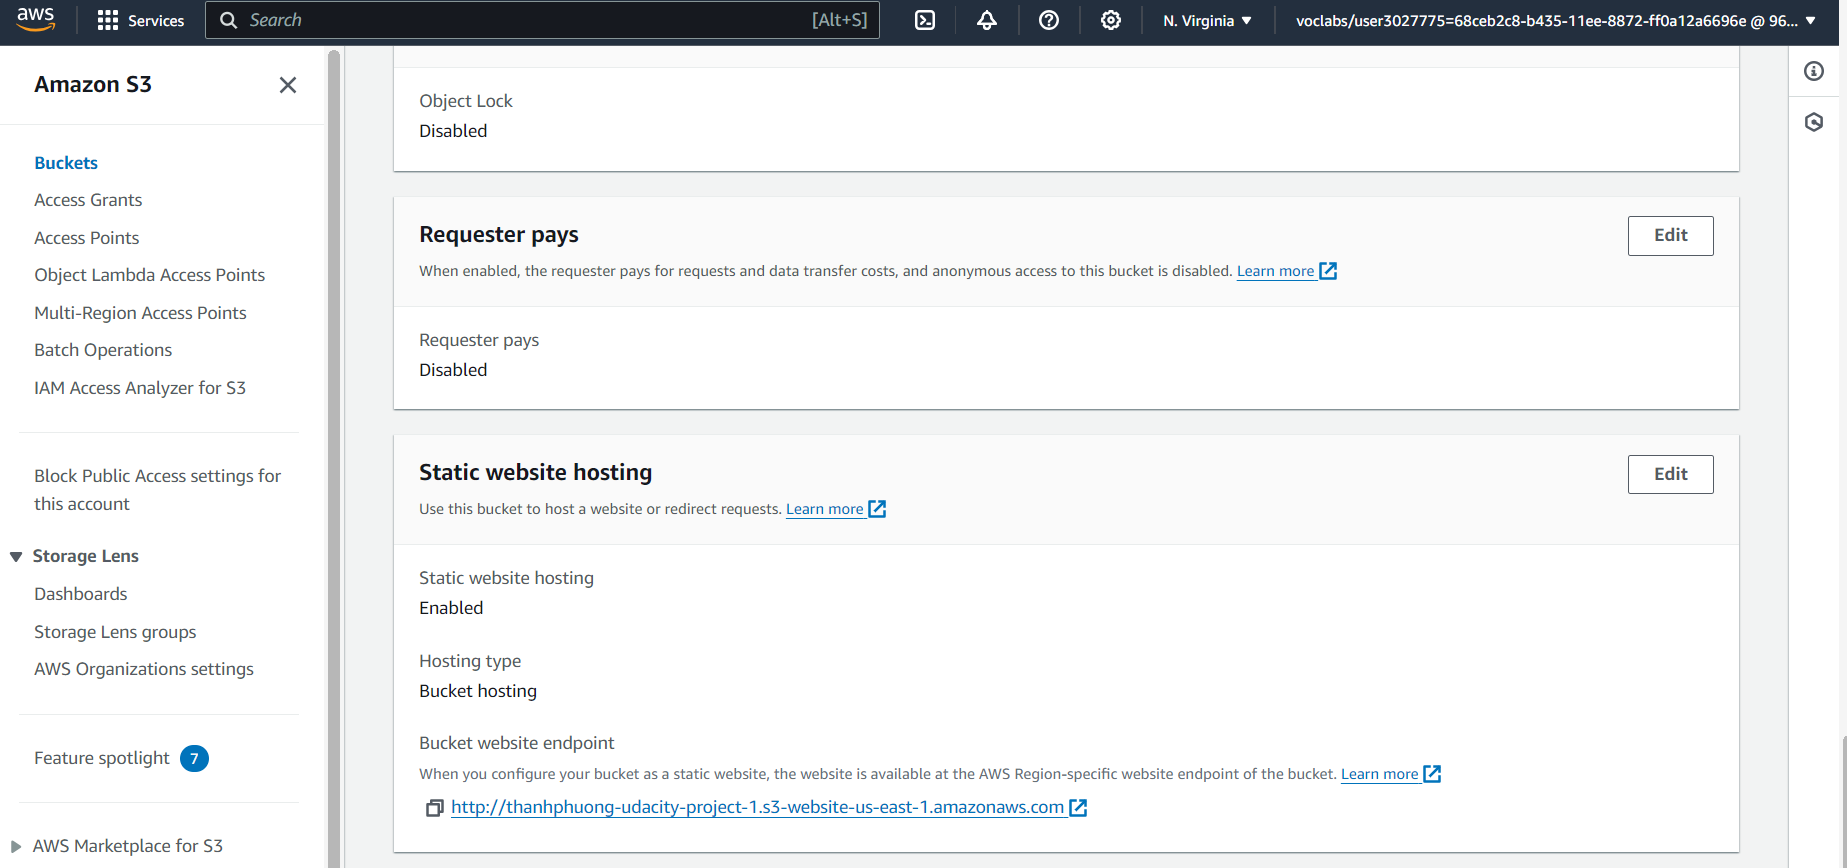 aws
Services
Search
[Alt+S]
N. Virginia
voclabs/user3027775=68ceb2c8-b435-11ee-8872-ff0a12a6696e @ 96...
Amazon S3
Buckets
Access Grants
Access Points
Object Lambda Access Points
Multi-Region Access Points
Batch Operations
IAM Access Analyzer for S3
Block Public Access settings for
this account
Storage Lens
Dashboards
Storage Lens groups
AWS Organizations settings
Feature spotlight 7
AWS Marketplace for S3
Object Lock
Disabled
Requester pays
Edit
When enabled, the requester pays for requests and data transfer costs, and anonymous access to this bucket is disabled. Learn more
Requester pays
Disabled
Static website hosting
Edit
Use this bucket to host a website or redirect requests. Learn more
Static website hosting
Enabled
Hosting type
Bucket hosting
Bucket website endpoint
When you configure your bucket as a static website, the website is available at the AWS Region-specific website endpoint of the bucket. Learn more
http://thanhphuong-udacity-project-1.s3-website-us-east-1.amazonaws.com